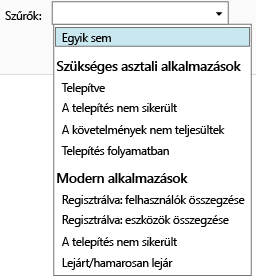 Szűrők:
Egyik sem
Szükséges asztali alkalmazások
Telepítve
A telepítés nem sikerült
A követelmények nem teljesültek
Telepítés folyamatban
Modern alkalmazások
Regisztrálva: felhasználók összegzése
Regisztrálva: eszközök összegzése
A telepítés nem sikerült
Lejárt/hamarosan lejár